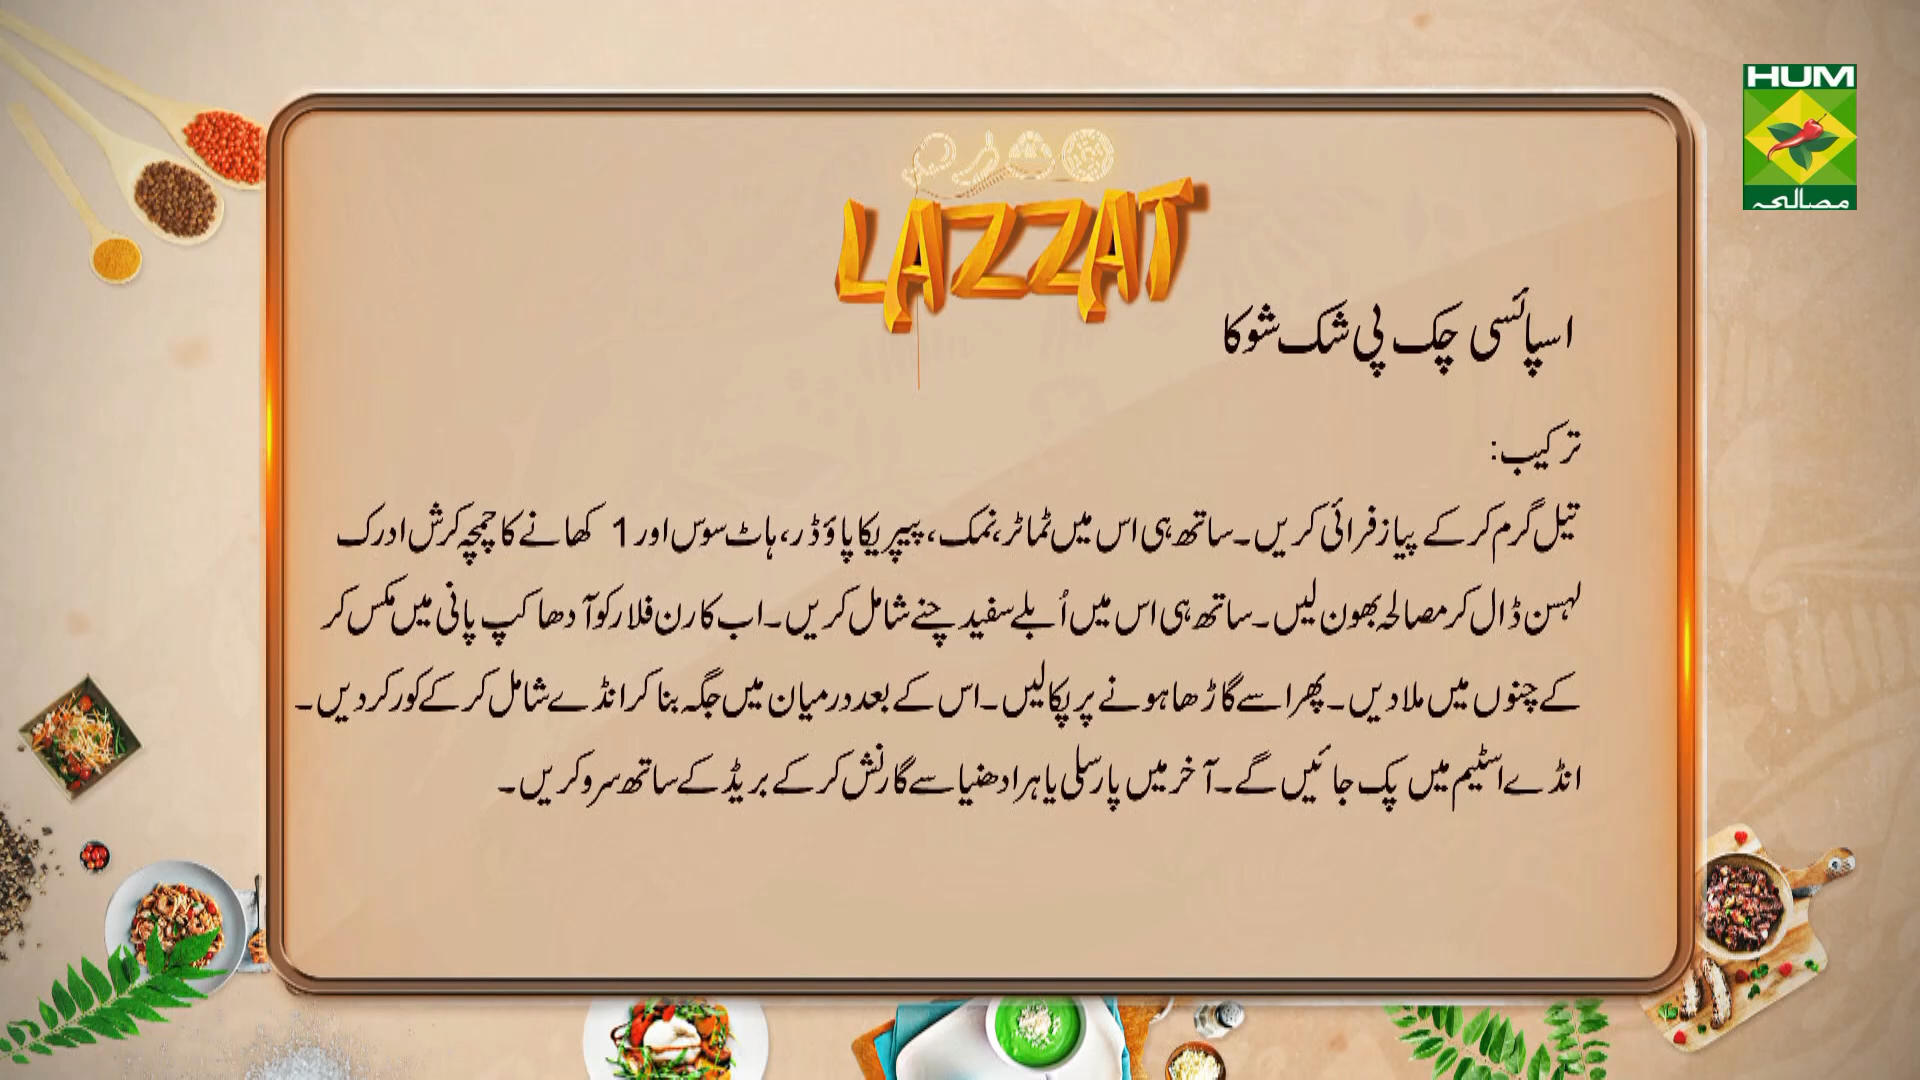 HUM
مصالحہ
LAZZAT
اسپائسی چک پی شک شوکا
ترکیب:
تیل گرم کر کے پیاز فرائی کریں۔ ساتھ ہی اس میں ٹماٹر، نمک، پیپریکا پاؤڈر، ہاٹ سوس اور 1 کھانے کا چمچہ کرش ادرک
لہسن ڈال کر مصالحہ بھون لیں۔ ساتھ ہی اس میں اُبلے سفید چنے شامل کریں۔ اب کارن فلار کو آدھا کپ پانی میں مکس کر
کے چنوں میں ملادیں۔ پھر اسے گاڑھا ہونے پر پکالیں۔ اس کے بعد درمیان میں جگہ بنا کر انڈے شامل کر کے کور کر دیں۔
انڈے اسٹیم میں پک جائیں گے۔ آخر میں پارسلی یا ہرا دھنیا سے گارنش کر کے بریڈ کے ساتھ سرو کریں۔